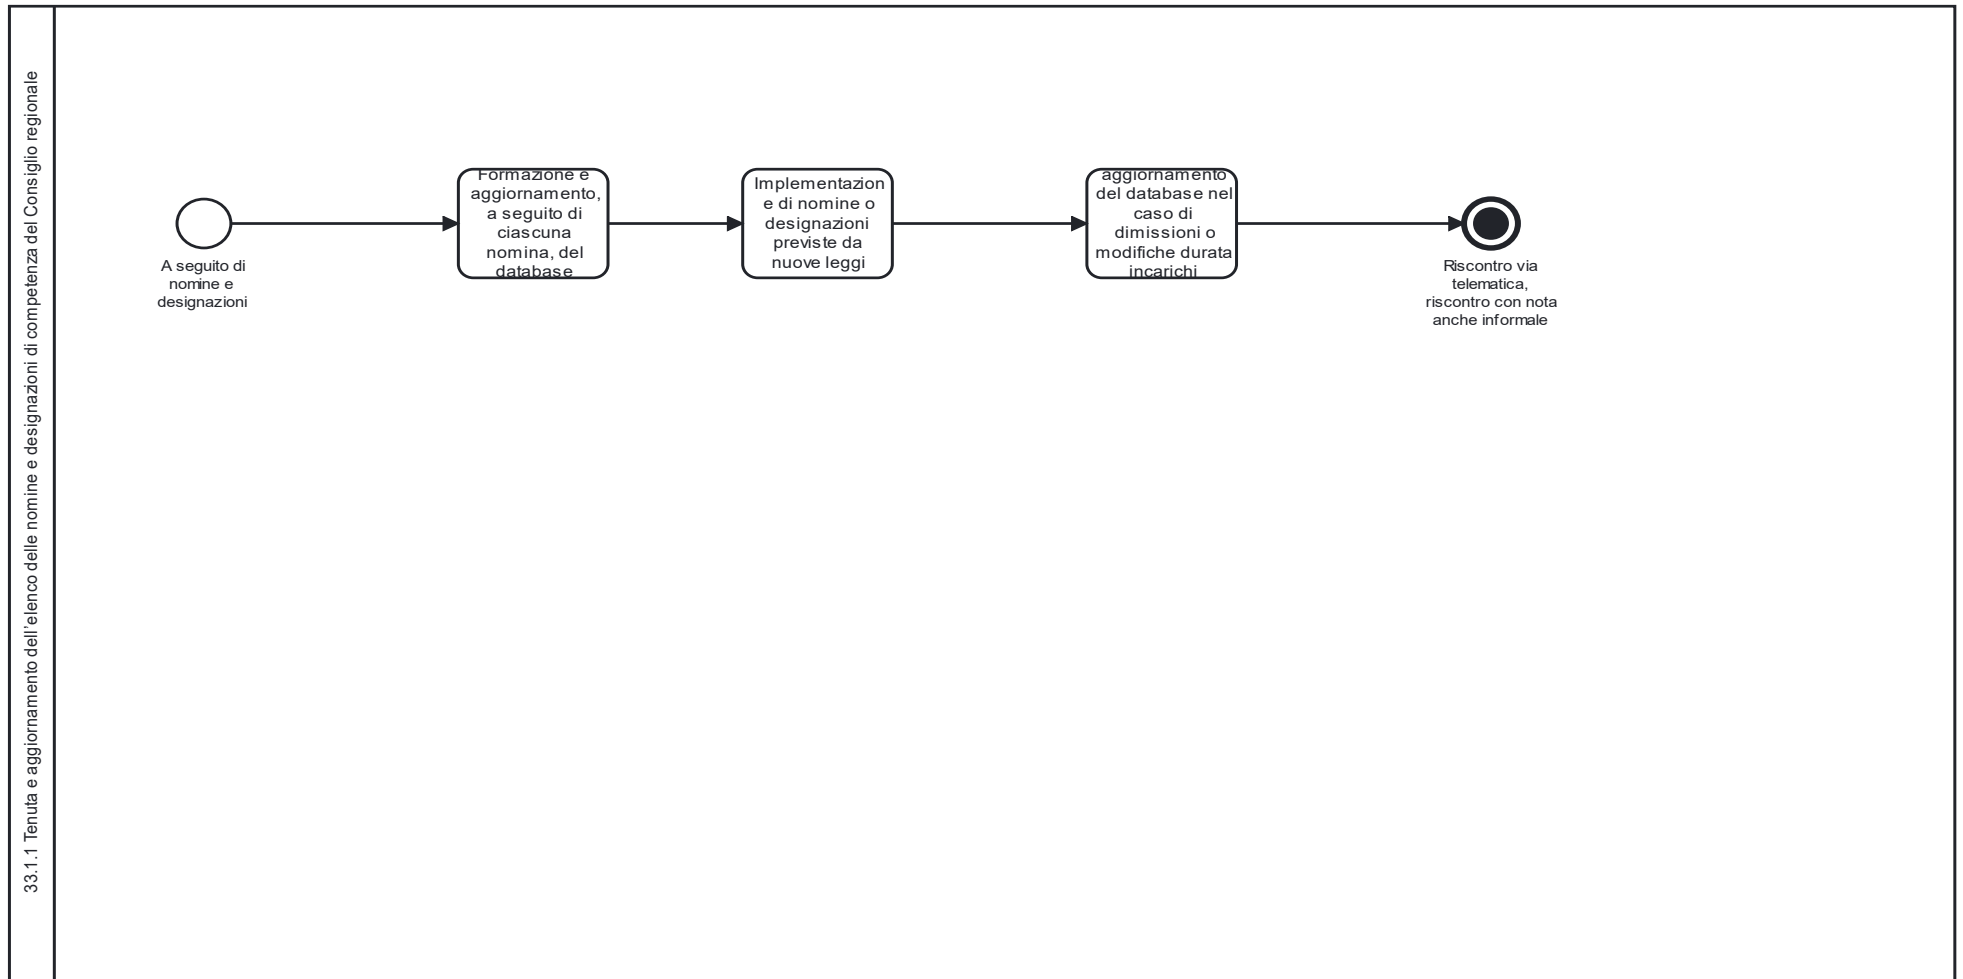 33.1.1 Tenuta e aggiornamento dell'elenco delle nomine e designazioni di competenza del Consiglio regionale
A seguito di
nomine e
designazioni
Formazione e
aggiornamento,
a seguito di
ciascuna
nomina, del
database
Implementazion
e di nomine o
designazioni
previste da
nuove leggi
aggiornamento
del database nel
caso di
dimissioni o
modifiche durata
incarichi
Riscontro via
telematica,
riscontro con nota
anche informale